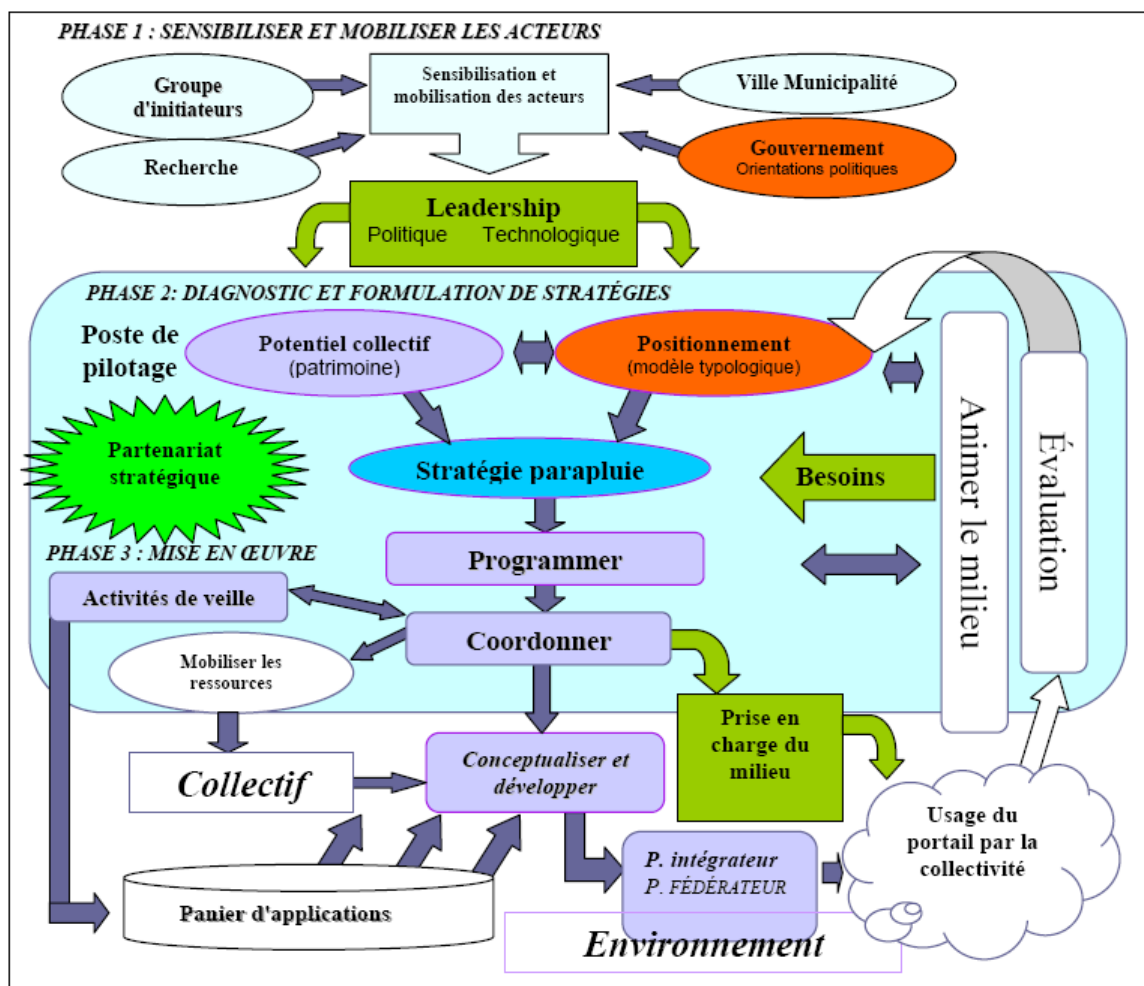 PHASE 1 : SENSIBILISER ET MOBILISER LES ACTEURS
Groupe
d'initiateurs
Recherche
Sensibilisation et
mobilisation des acteurs
Ville Municipalité
Gouvernement
Orientations politiques
Leadership
Politique Technologique
PHASE 2: DIAGNOSTIC ET FORMULATION DE STRATÉGIES
Poste de
pilotage
Potentiel collectif
(patrimoine)
Positionnement
(modèle typologique)
Partenariat
stratégique
Stratégie parapluie
Besoins
Animer le milieu
Évaluation
PHASE 3 : MISE EN ŒUVRE
Programmer
Activités de veille
Coordonner
Mobiliser les
ressources
Prise en
charge du
milieu
Collectif
Conceptualiser et
développer
Usage du
portail par la
collectivité
P. intégrateur
P. FÉDÉRATEUR
Panier d'applications
Environnement